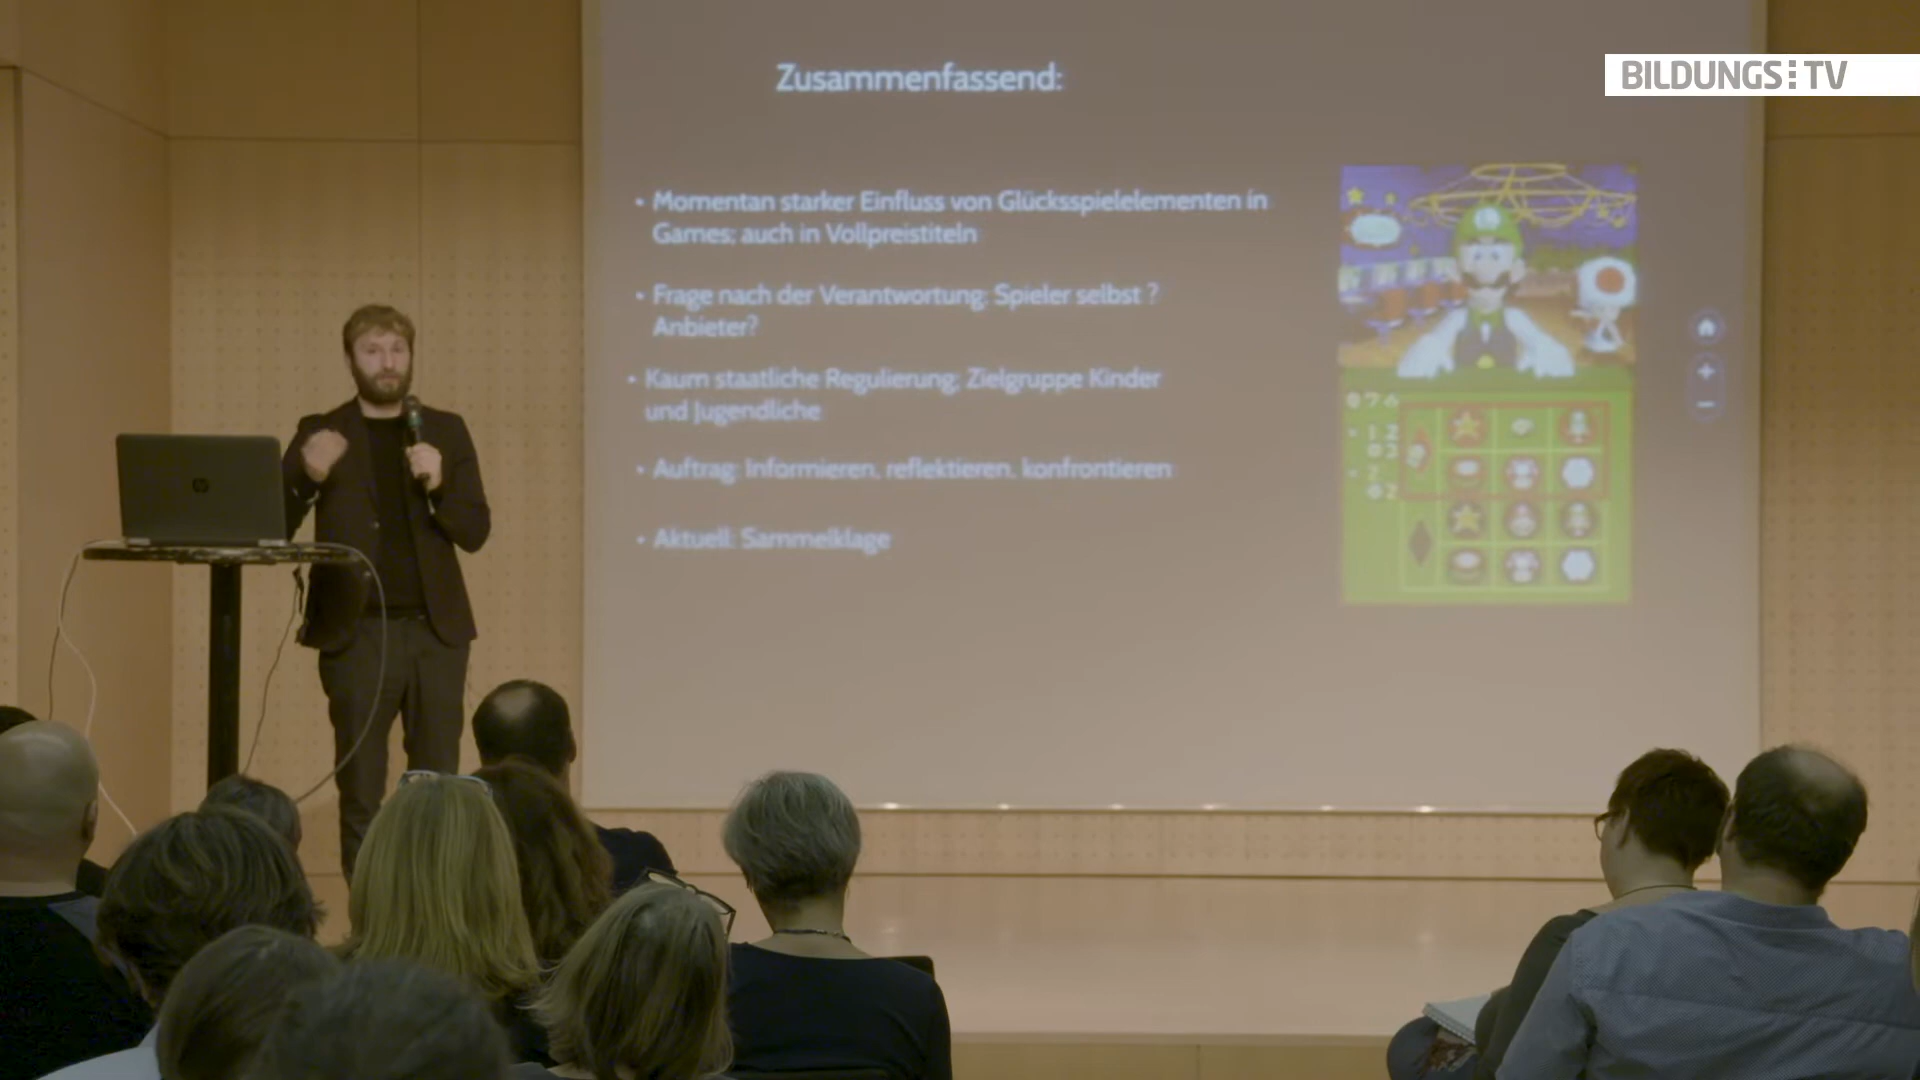 BILDUNGS:TV
Zusammenfassend:
• Momentan starker Einfluss von Glücksspielelementen in
Games; auch in Vollpreistiteln
• Frage nach der Verantwortung: Spieler selbst ?
Anbieter?
• Kaum staatliche Regulierung; Zielgruppe Kinder
und Jugendliche
• Auftrag: Informieren, reflektieren, konfrontieren
• Aktuell: Sammelklage